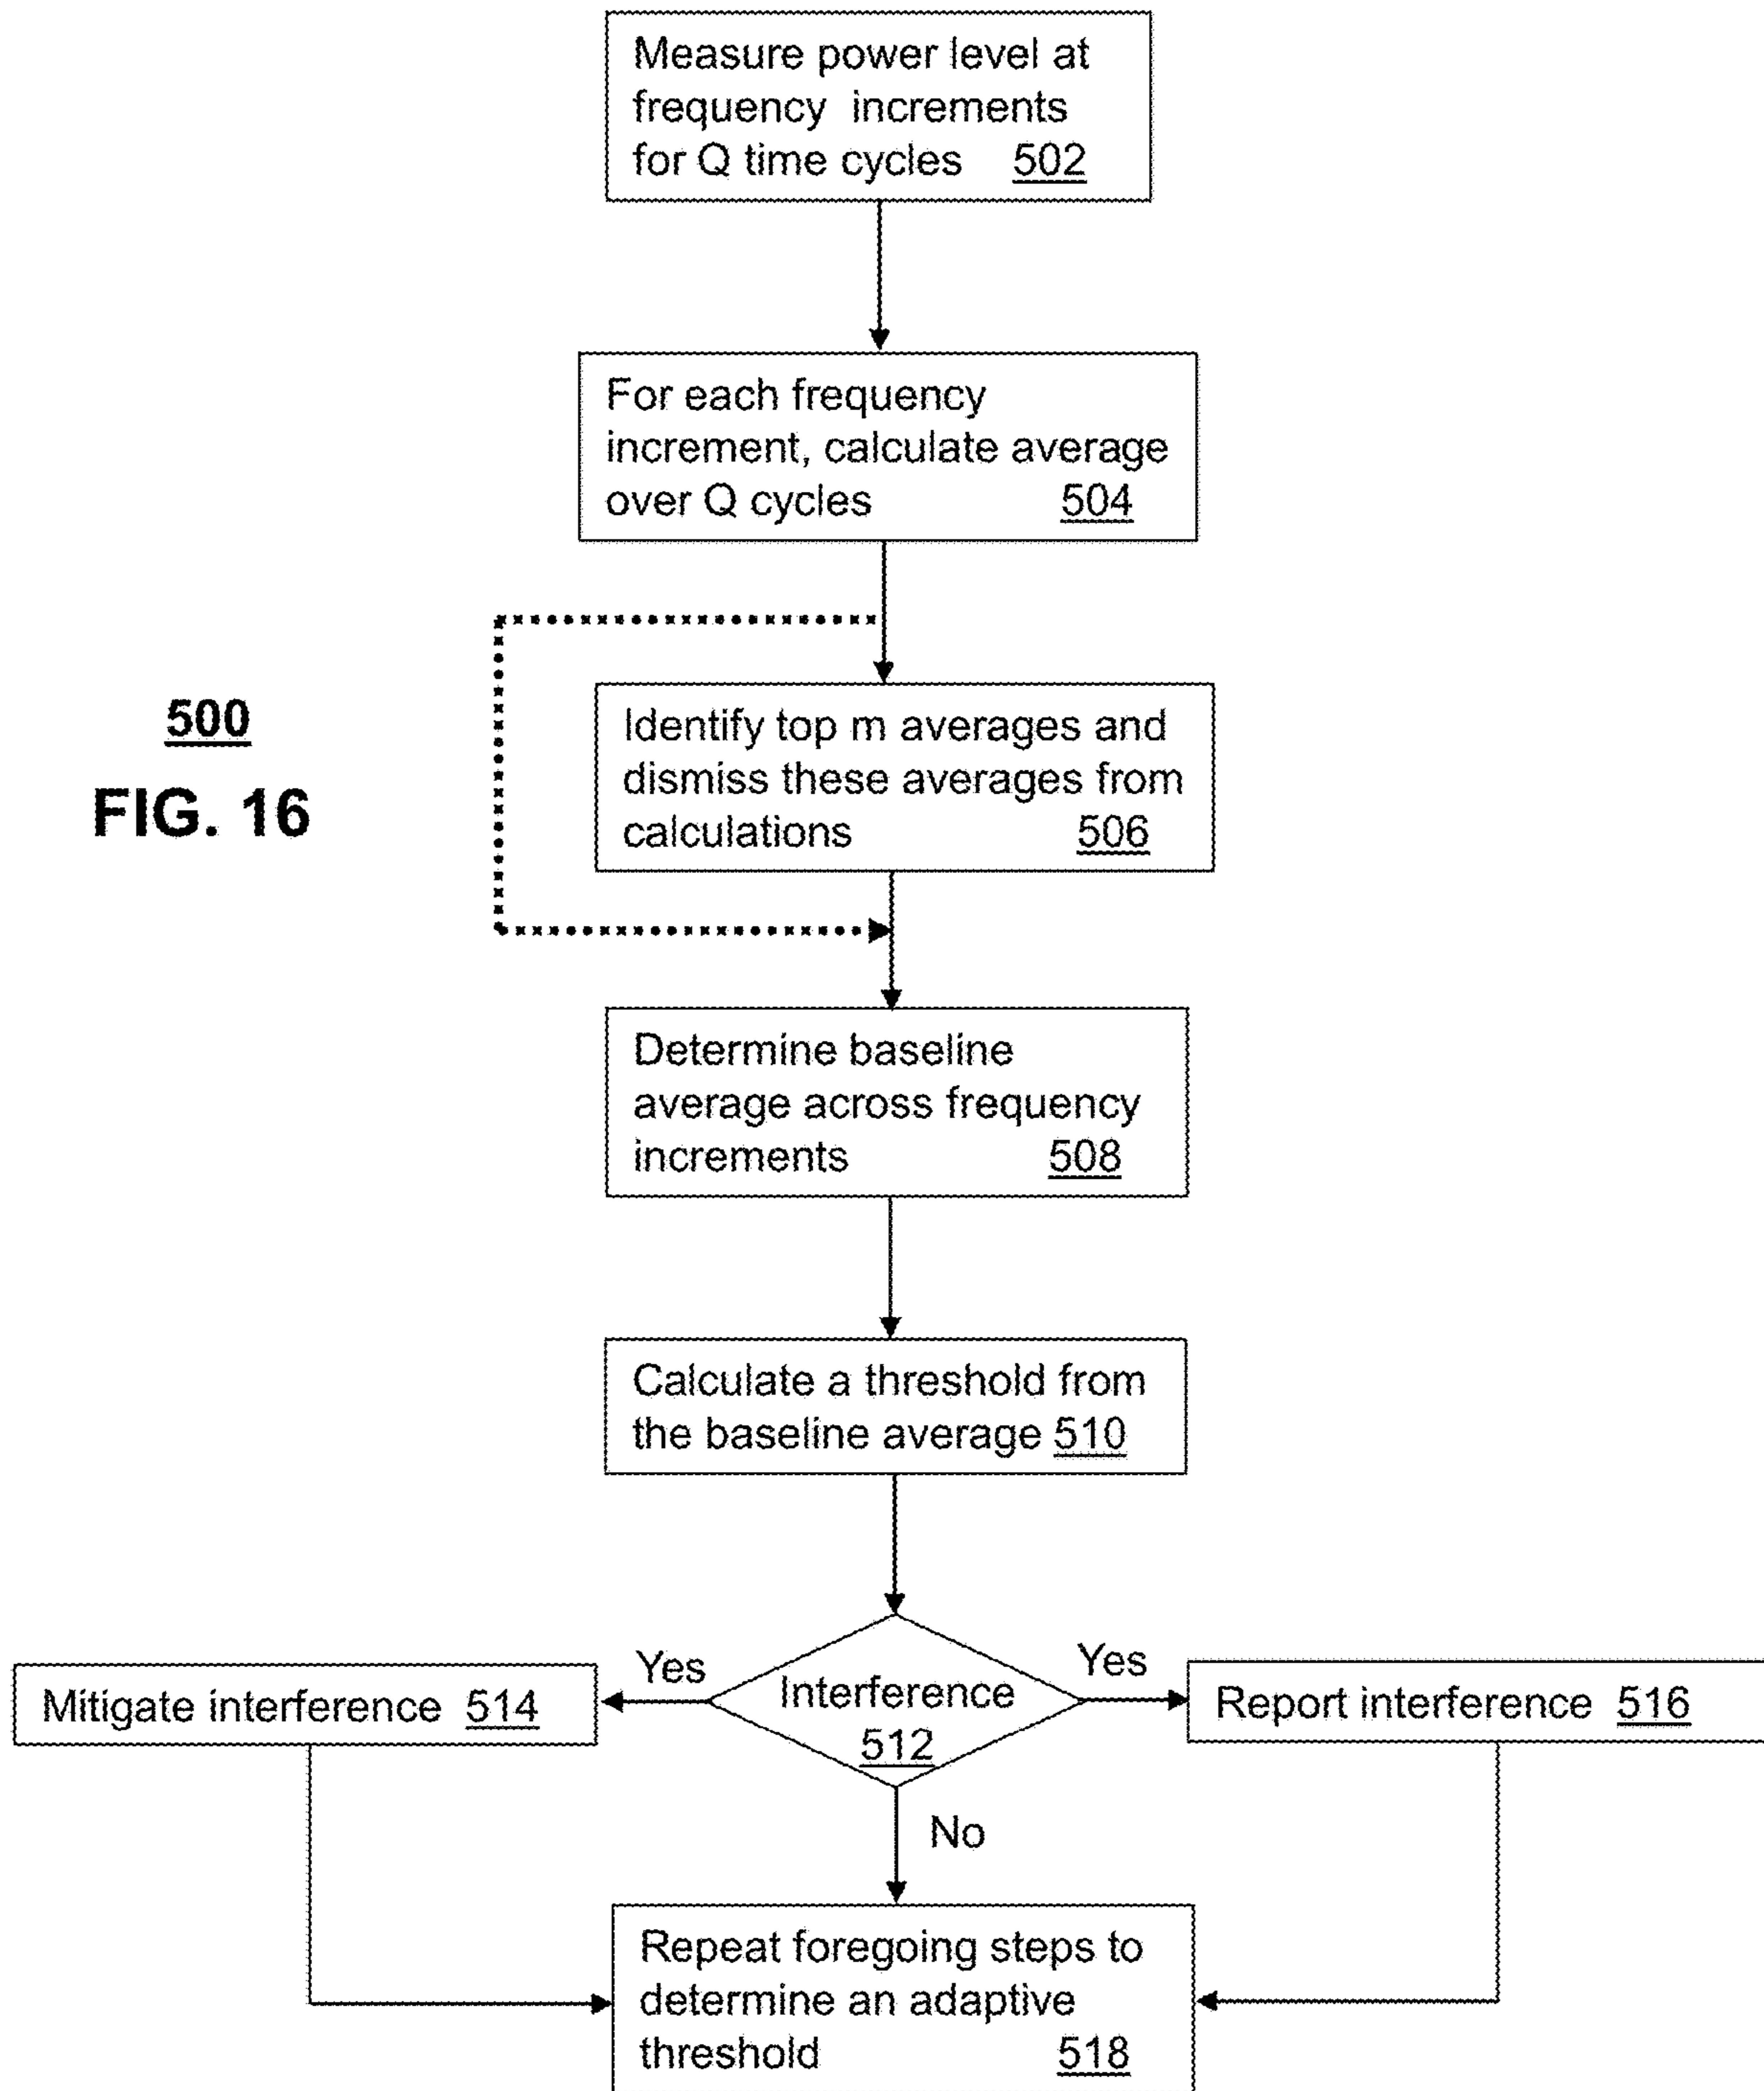 Measure power level at
frequency increments
for Q time cycles 502
For each frequency
increment, calculate average
over Q cycles 504
500
FIG. 16
Identify top m averages and
dismiss these averages from
calculations 506
Determine baseline
average across frequency
increments 508
Calculate a threshold from
the baseline average 510
Yes
Yes
Mitigate interference 514
Interference
512
Report interference 516
No
Repeat foregoing steps to
determine an adaptive
threshold 518